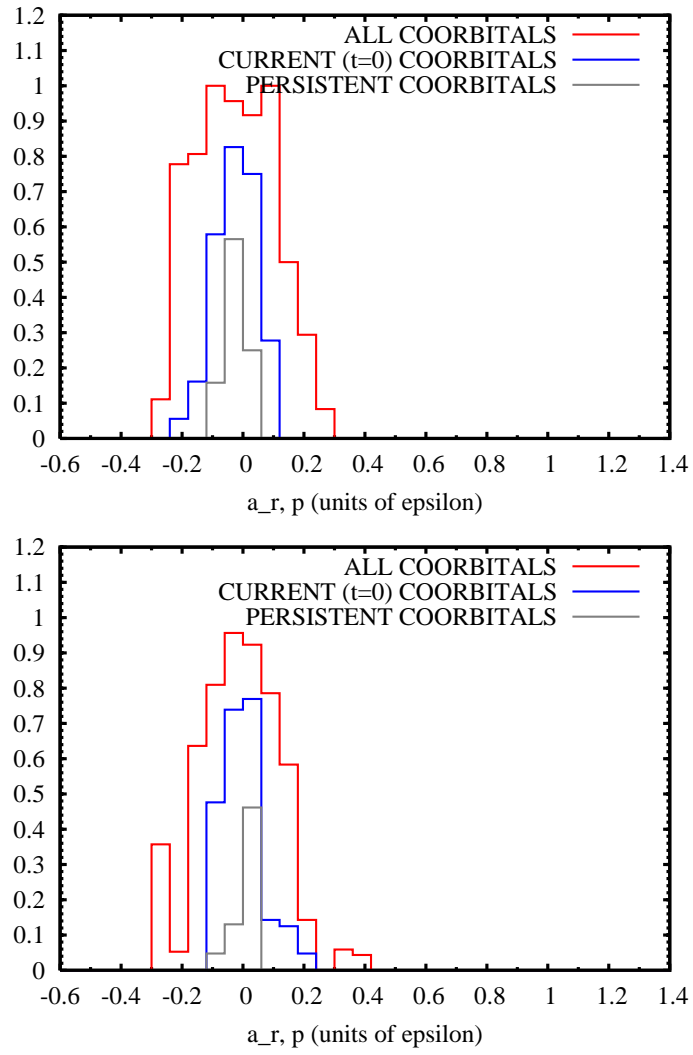 1.2
ALL COORBITALS
1.1
CURRENT (t=0) COORBITALS
1
PERSISTENT COORBITALS
0.9
0.8
0.7
0.6
0.5
0.4
0.3
0.2
0.1
0
-0.6 -0.4 -0.2 0 0.2 0.4 0.6 0.8 1 1.2 1.4
a_r, p (units of epsilon)
1.2
ALL COORBITALS
1.1
CURRENT (t=0) COORBITALS
1
PERSISTENT COORBITALS
0.9
0.8
0.7
0.6
0.5
0.4
0.3
0.2
0.1
0
-0.6 -0.4 -0.2 0 0.2 0.4 0.6 0.8 1 1.2 1.4
a_r, p (units of epsilon)